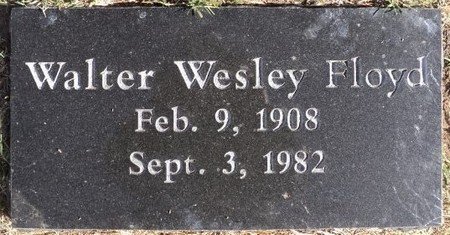 Walter Wesley Floyd
Feb. 9, 1908
Sept. 3, 1982